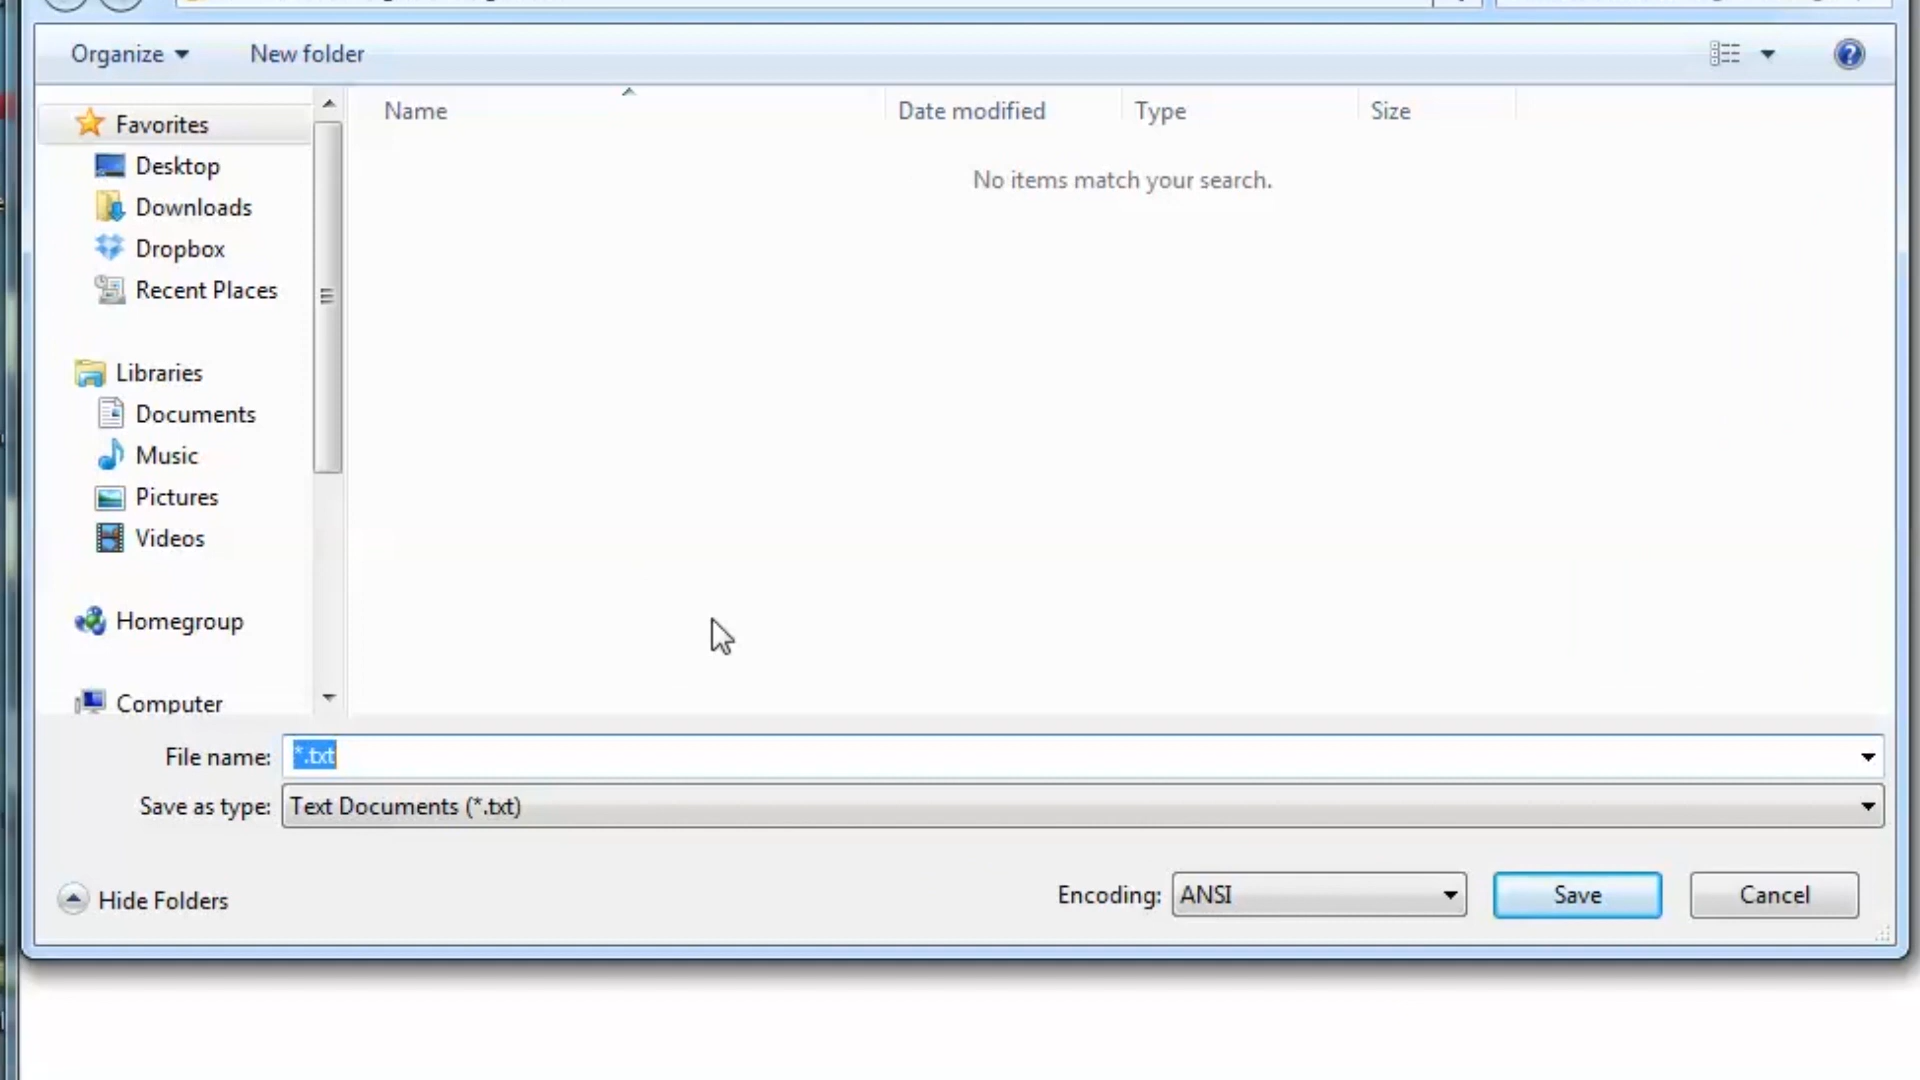 Organize New folder
Name Date modified Type Size
Favorites
No items match your search.
Desktop
Downloads
Dropbox
Recent Places
Libraries
Documents
Music
Pictures
Videos
Homegroup
Computer
File name: *.txt
Save as type: Text Documents (*.txt)
Hide Folders Encoding: ANSI Save Cancel